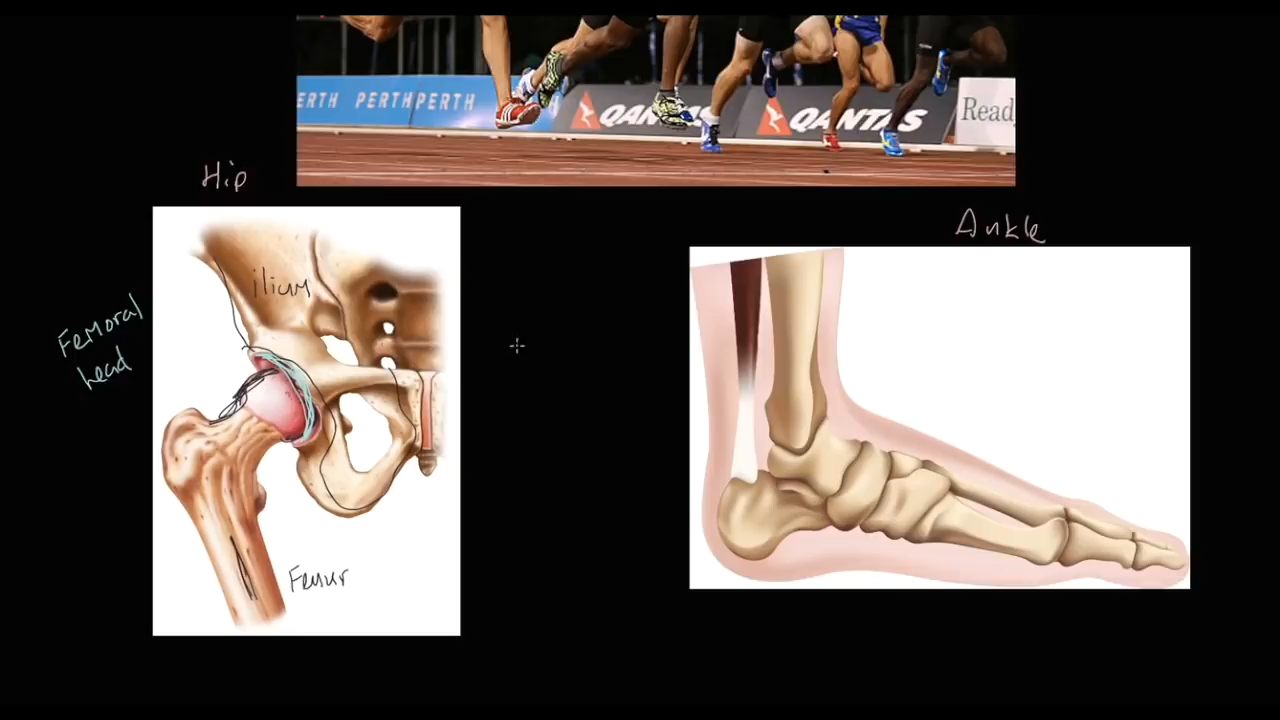 ERTH PERTH PERTH
QANTAS
QANTAS
Read
Hip
Ankle
ilium
Femoral
head
Femur